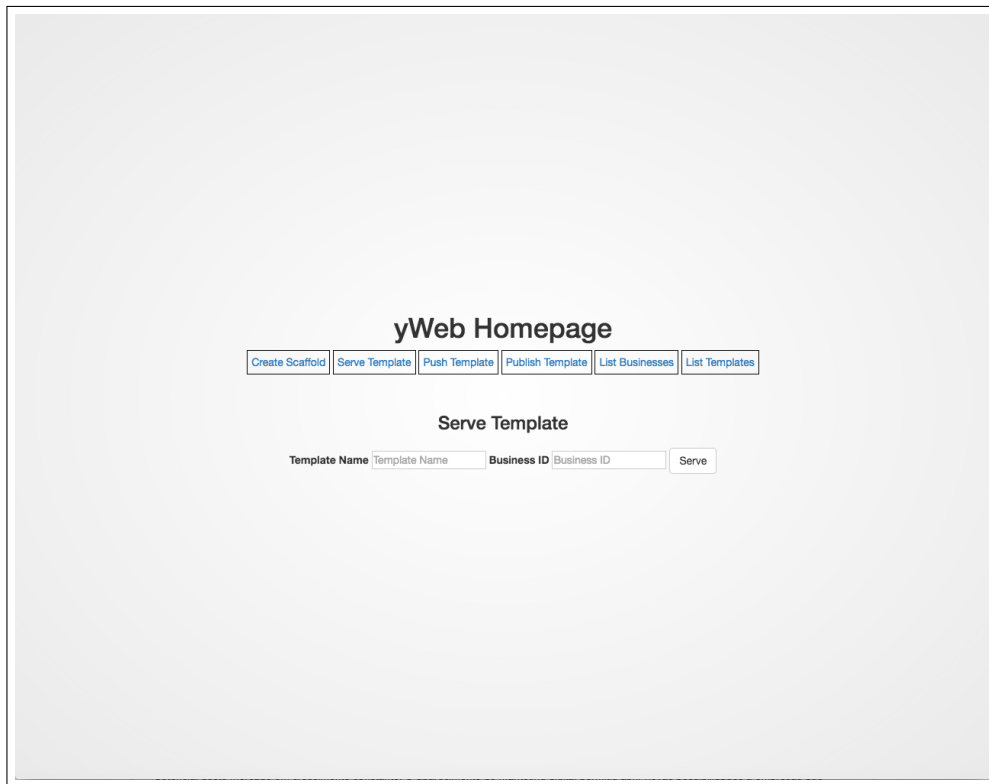 yWeb Homepage
Create Scaffold Serve Template Push Template Publish Template List Businesses List Templates
Serve Template
Template Name Template Name Business ID Business ID Serve